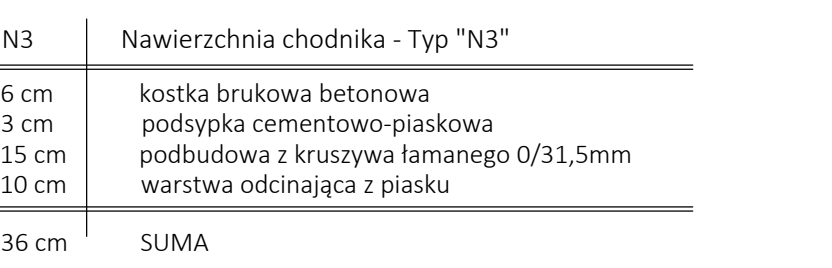 N3 Nawierzchnia chodnika - Typ "N3"
6 cm kostka brukowa betonowa
3 cm podsypka cementowo-piaskowa
15 cm podbudowa z kruszywa łamanego 0/31,5mm
10 cm warstwa odcinająca z piasku
36 cm SUMA